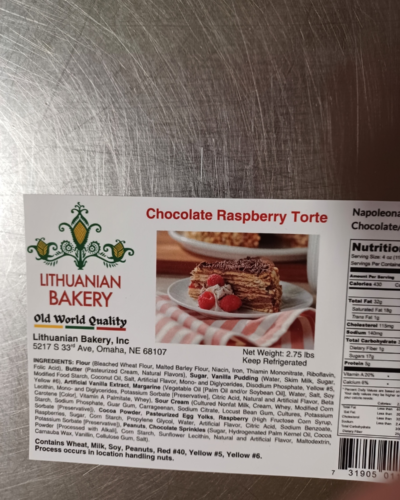 Chocolate Raspberry Torte
LITHUANIAN
BAKERY
Old World Quality
Lithuanian Bakery, Inc
5217 S 33rd Ave, Omaha, NE 68107
Net Weight: 2.75 lbs
Keep Refrigerated
INGREDIENTS: Flour (Bleached Wheat Flour, Malted Barley Flour, Niacin, Iron, Thiamin Mononitrate, Riboflavin,
Folic Acid), Butter (Pasteurized Cream, Natural Flavors), Sugar, Vanilla Pudding (Water, Skim Milk, Sugar,
Modified Food Starch, Coconut Oil, Salt, Artificial Flavor, Mono- and Diglycerides, Disodium Phosphate, Yellow #5,
Yellow #6), Artificial Vanilla Extract, Margarine (Vegetable Oil [Palm Oil and/or Soybean Oil], Water, Salt, Soy
Lecithin, Mono- and Diglycerides, Potassium Sorbate [Preservative], Citric Acid, Natural and Artificial Flavor, Beta
Carotene [Color], Vitamin A Palmitate, Whey), Sour Cream (Cultured Nonfat Milk, Cream, Whey, Modified Corn
Starch, Sodium Phosphate, Guar Gum, Carrageenan, Sodium Citrate, Locust Bean Gum, Cultures, Potassium
Sorbate [Preservative]), Cocoa Powder, Pasteurized Egg Yolks, Raspberry (High Fructose Corn Syrup,
Raspberries, Sugar, Corn Starch, Propylene Glycol, Water, Artificial Flavor, Citric Acid, Sodium Benzoate,
Potassium Sorbate [Preservative]), Peanuts, Chocolate Sprinkles (Sugar, Hydrogenated Palm Kernel Oil, Cocoa
Powder [Processed with Alkali], Corn Starch, Sunflower Lecithin, Natural and Artificial Flavor, Maltodextrin,
Carnauba Wax, Vanillin, Cellulose Gum, Salt).
Contains Wheat, Milk, Soy, Peanuts, Red #40, Yellow #5, Yellow #6.
Process occurs in location handling nuts.
Napoleona
Chocolate
Nutritio
Serving Size: 4 oz (11
Servings Per Containe
Amount Per Serving
Calories 430
Total Fat 32g
Saturated Fat 18g
Trans Fat 1g
Cholesterol 115mg
Sodium 140mg
Total Carbohydrate
Dietary Fiber 1g
Sugars 17g
Protein 5g
Vitamin A 20%
Calcium 6%
7 31905 01